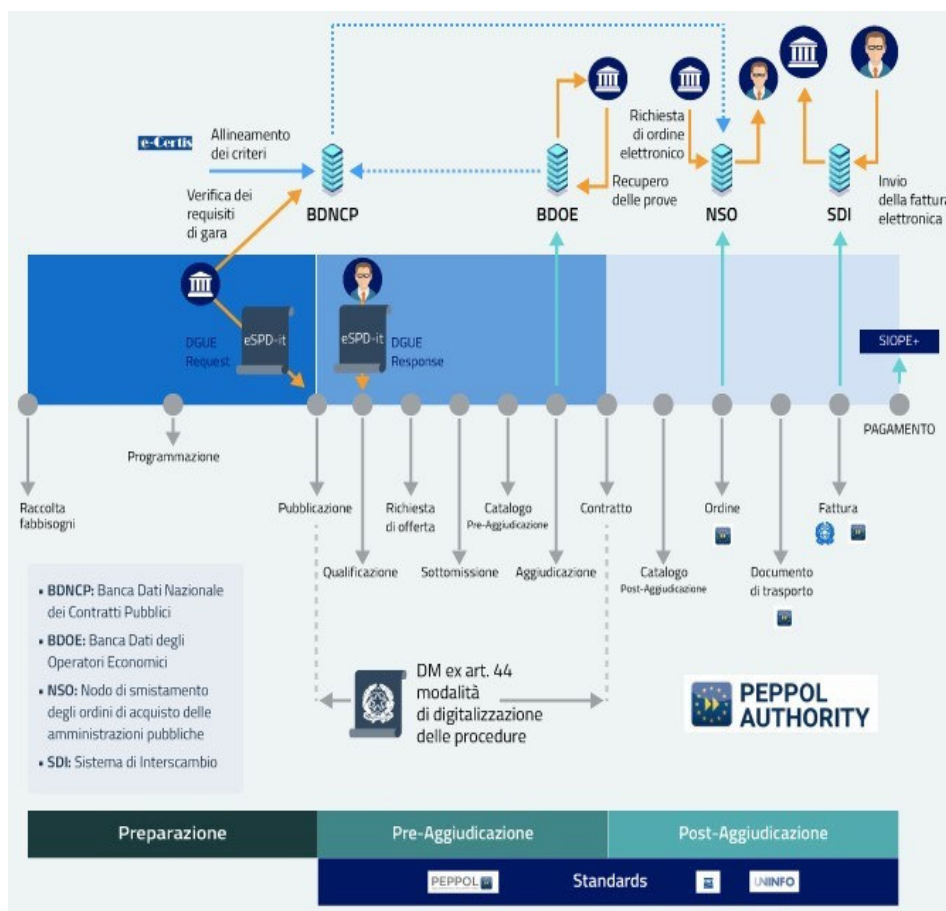 e-Certis
Allineamento
dei criteri
Verifica dei
requisiti
di gara
BDNCP
BDOE
Recupero
delle prove
Richiesta
di ordine
elettronico
NSO
SDI
Invio
della fattura
elettronica
DGUE
Request
eSPD-it
eSPD-it
DGUE
Response
SIOPE+
PAGAMENTO
Raccolta
fabbisogni
Programmazione
Pubblicazione
Qualificazione
Richiesta
di offerta
Sottomissione
Catalogo
Pre-Aggiudicazione
Aggiudicazione
Contratto
Catalogo
Post-Aggiudicazione
Ordine
Documento
di trasporto
Fattura
• BDNCP: Banca Dati Nazionale
dei Contratti Pubblici
• BDOE: Banca Dati degli
Operatori Economici
• NSO: Nodo di smistamento
degli ordini di acquisto delle
amministrazioni pubbliche
• SDI: Sistema di Interscambio
DM ex art. 44
modalità
di digitalizzazione
delle procedure
PEPPOL
AUTHORITY
Preparazione
Pre-Aggiudicazione
Post-Aggiudicazione
PEPPOL
Standards
UNINFO